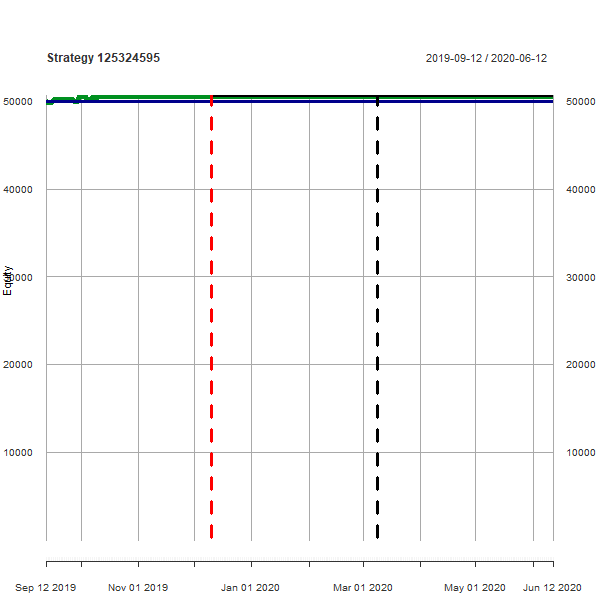 Strategy 125324595
2019-09-12 / 2020-06-12
50000
50000
40000
40000
Equity
30000
30000
20000
20000
10000
10000
Sep 12 2019
Nov 01 2019
Jan 01 2020
Mar 01 2020
May 01 2020
Jun 12 2020